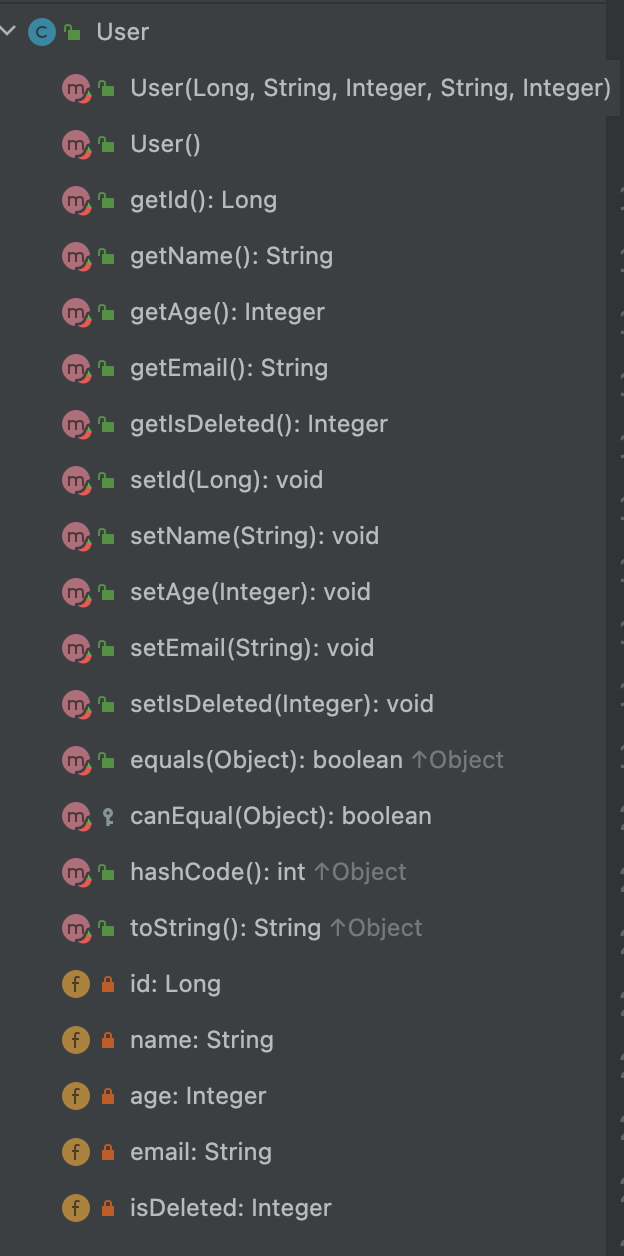 User
User(Long, String, Integer, String, Integer)
User()
getId(): Long
getName(): String
getAge(): Integer
getEmail(): String
getIsDeleted(): Integer
setId(Long): void
setName(String): void
setAge(Integer): void
setEmail(String): void
setIsDeleted(Integer): void
equals(Object): boolean ↑Object
canEqual(Object): boolean
hashCode(): int ↑Object
toString(): String ↑Object
id: Long
name: String
age: Integer
email: String
isDeleted: Integer